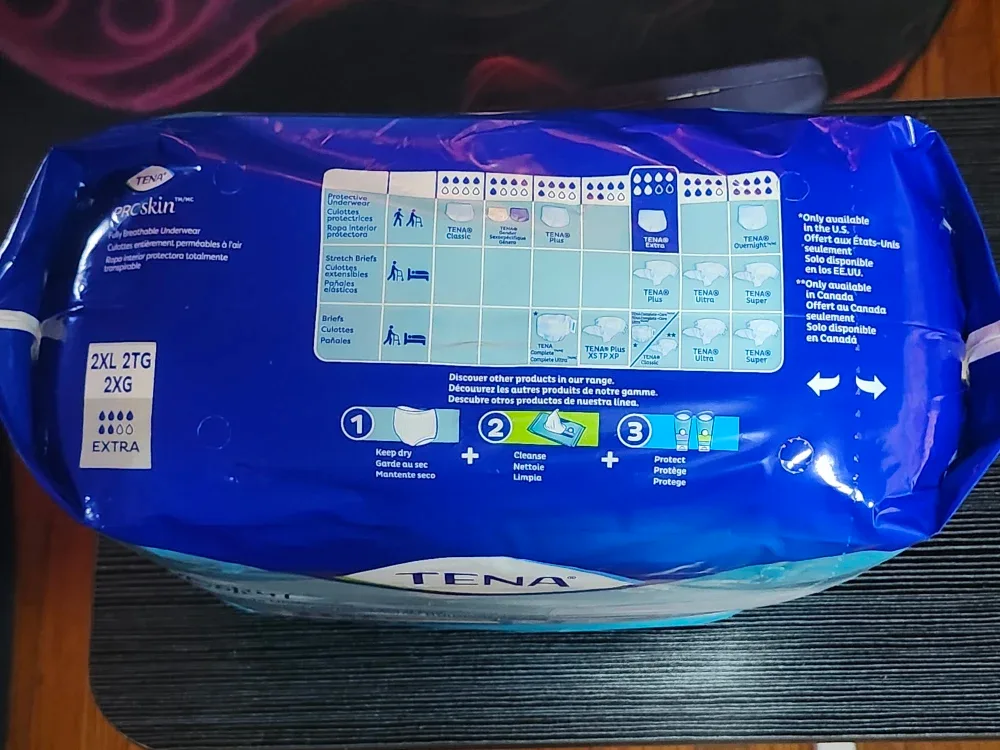 TENA®
PROskin™/MC
Fully Breathable Underwear
Culottes entièrement perméables à l'air
Ropa interior protectora totalmente
transpirable
2XL 2TG
2XG
EXTRA
Protective
Underwear
Culottes
protectrices
Ropa interior
protectora
TENA®
Classic
TENA®
TENA®
Plus
TENA®
Extra
TENA®
Overnight
Stretch Briefs
Culottes
extensibles
Pañales
elásticos
TENA®
Plus
TENA®
Ultra
TENA®
Super
Briefs
Culottes
Pañales
*
TENA
Complete
Complete Ultra
TENA® Plus
XS TP XP
*
**
TENA®
Classic
TENA®
Ultra
TENA®
Super
*Only available
in the U.S.
Offert aux États-Unis
seulement
Solo disponible
en los EE.UU.
**Only available
in Canada
Offert au Canada
seulement
Solo disponible
en Canadá
Discover other products in our range.
Découvrez les autres produits de notre gamme.
Descubre otros productos de nuestra línea.
1
2
3
Keep dry
Garde au sec
Mantente seco
+
Cleanse
Nettoie
Limpia
+
Protect
Protège
Protege
TENA®